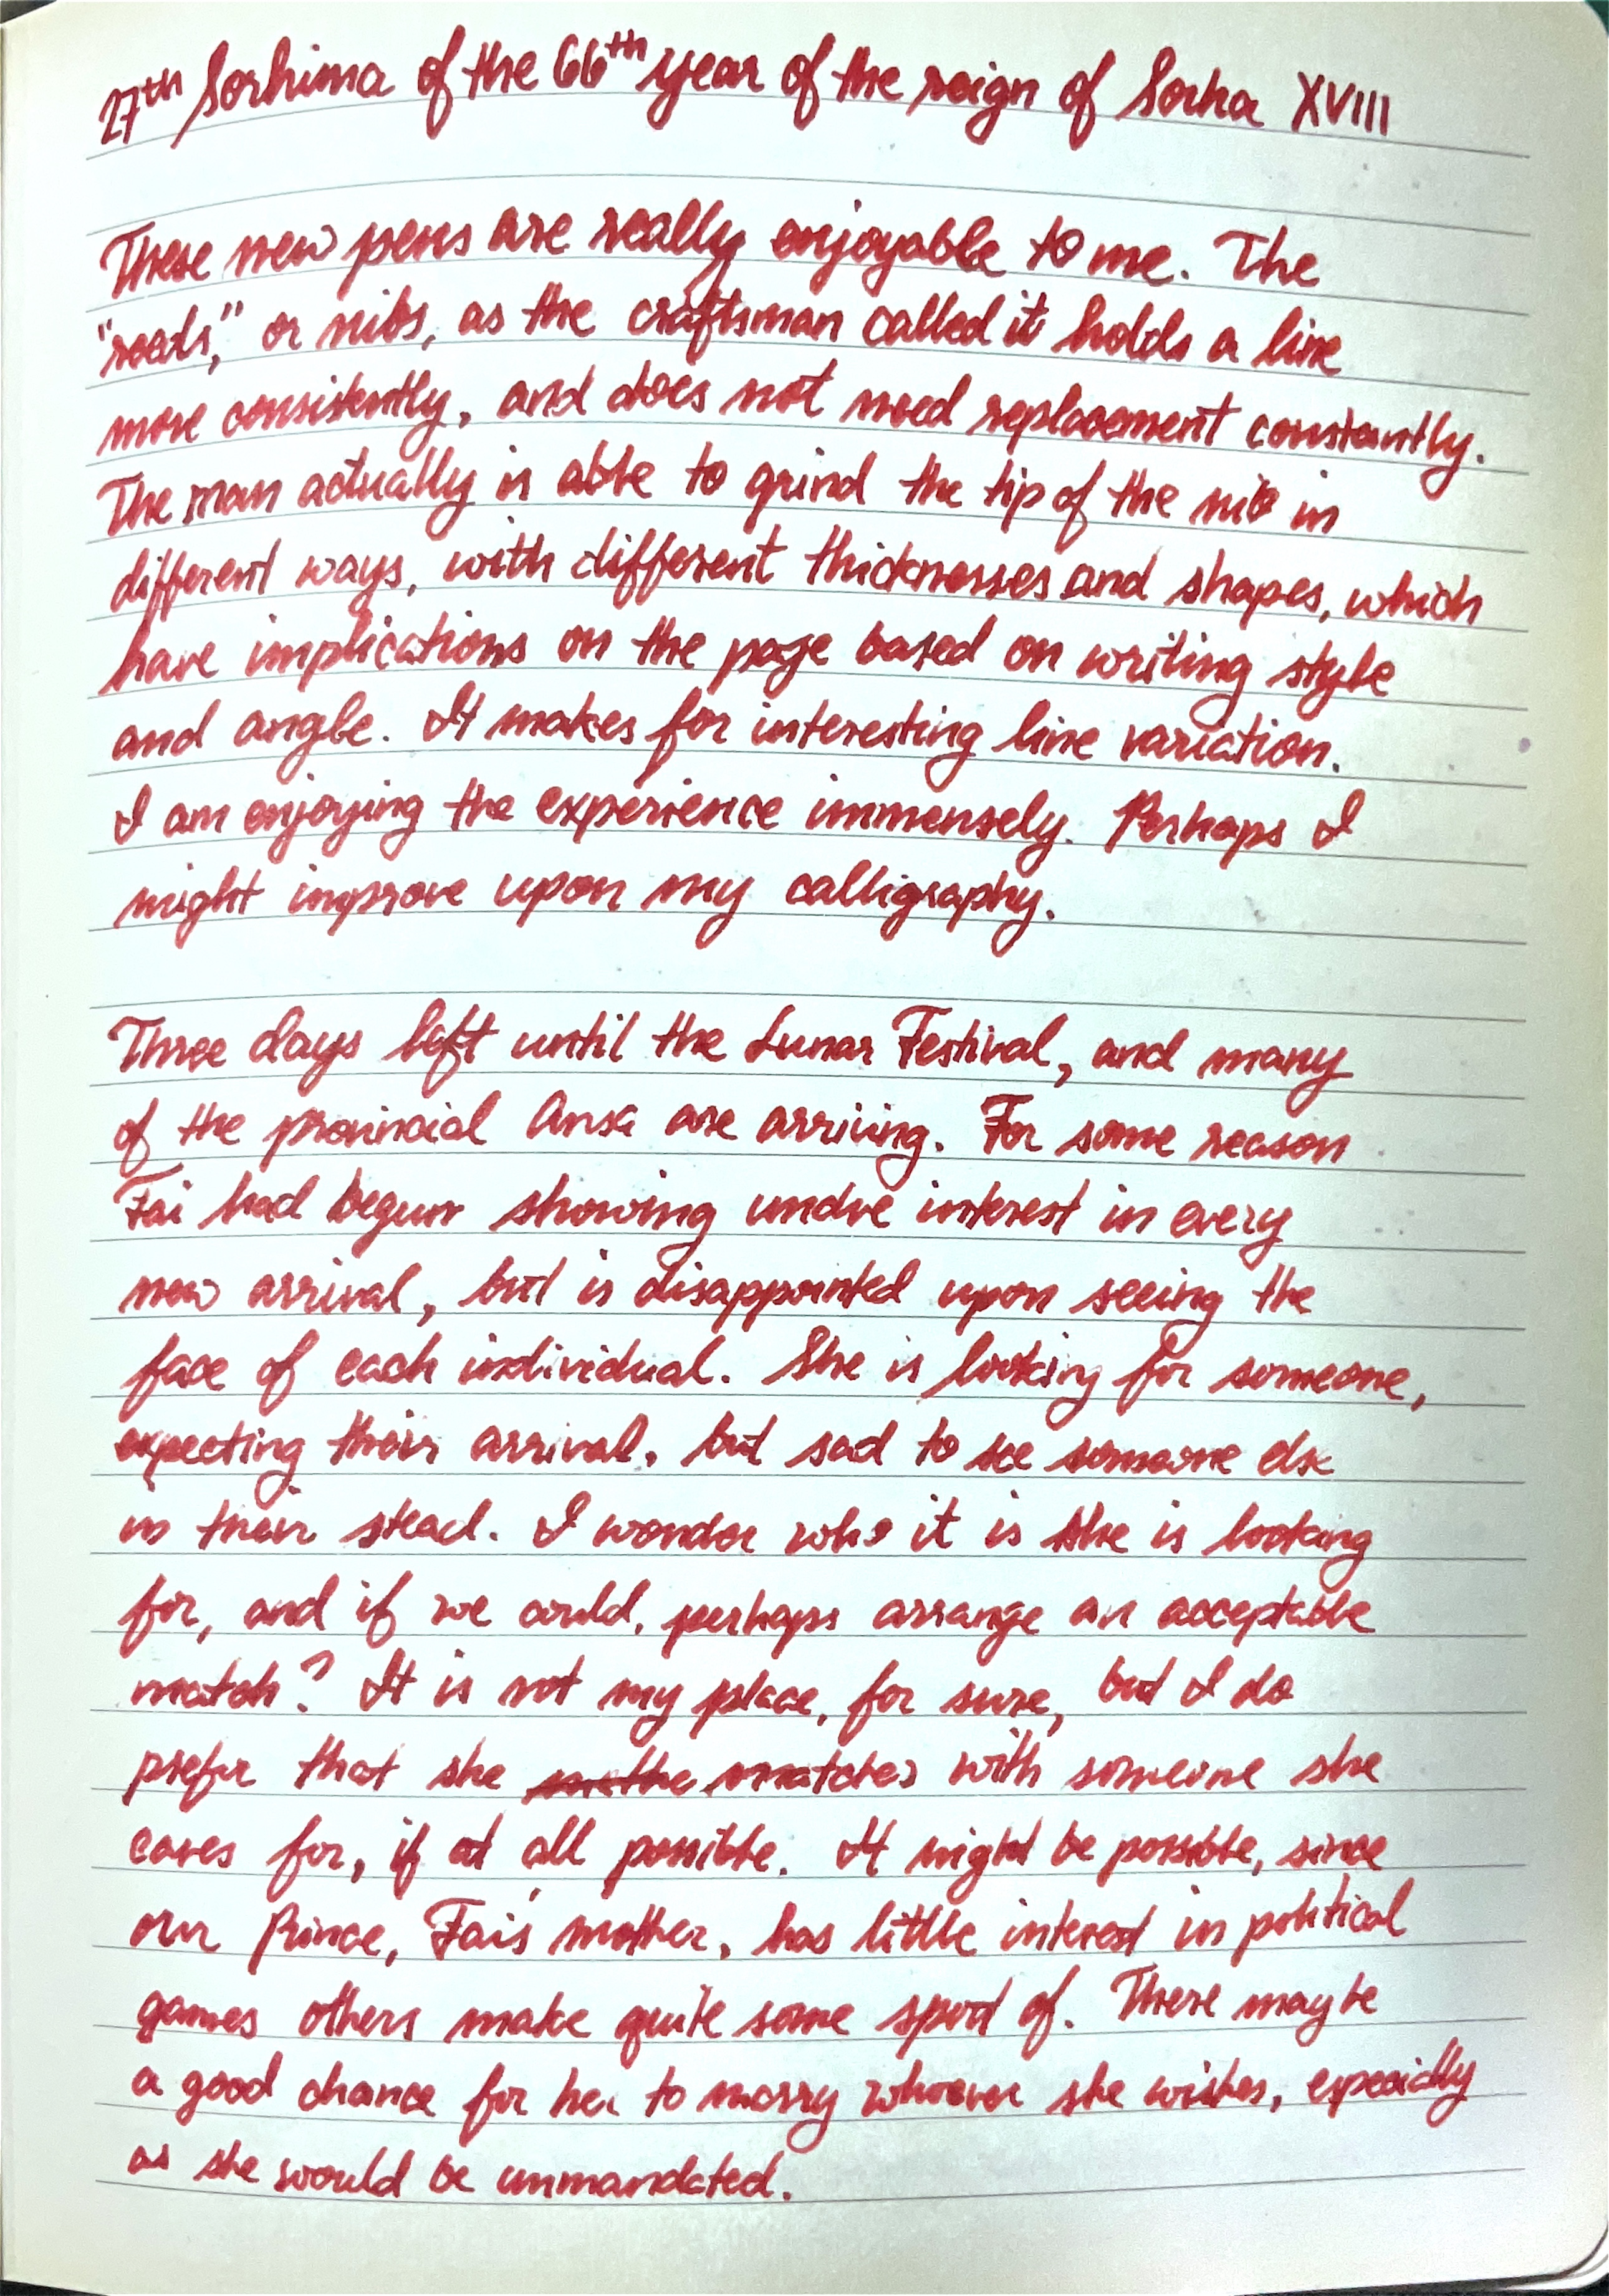 27th Sorhima of the 66th year of the reign of Sorha XVIII
These new pens are really enjoyable to me. The
"reeds," or nibs, as the craftsman called it holds a line
more consistently, and does not need replacement constantly.
The man actually is able to grind the tip of the nib in
different ways, with different thicknesses and shapes, which
have implications on the page based on writing style
and angle. It makes for interesting line variation.
I am enjoying the experience immensely. Perhaps I
might improve upon my calligraphy.
Three days left until the Lunar Festival, and many
of the provincial Ansa are arriving. For some reason
Fai had begun showing undue interest in every
new arrival, but is disappointed upon seeing the
face of each individual. She is looking for someone,
expecting their arrival, but sad to see someone else
in their stead. I wonder who it is she is looking
for, and if we could, perhaps arrange an acceptable
match? It is not my place, for sure, but I do
prefer that she matches with someone she
cares for, if at all possible. It might be possible, since
our Prince, Fai's mother, has little interest in political
games others make quite some sport of. There may be
a good chance for her to marry whoever she wishes, especially
as she would be unmandated.